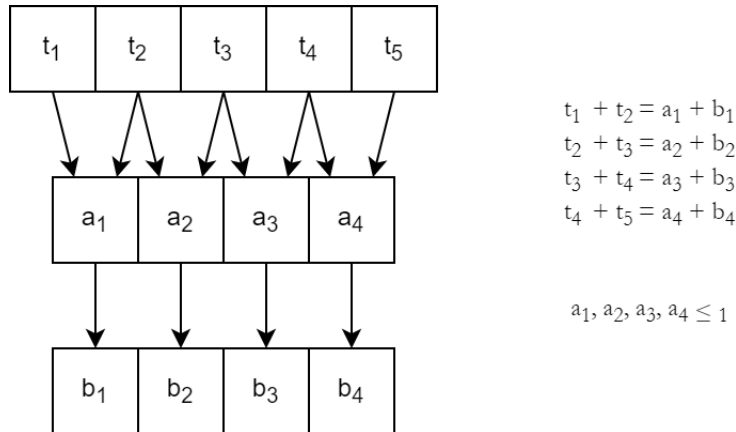 t₁ t₂ t₃ t₄ t₅
t₁ + t₂ = a₁ + b₁
t₂ + t₃ = a₂ + b₂
t₃ + t₄ = a₃ + b₃
t₄ + t₅ = a₄ + b₄
a₁ a₂ a₃ a₄
a₁, a₂, a₃, a₄ ≤ 1
b₁ b₂ b₃ b₄